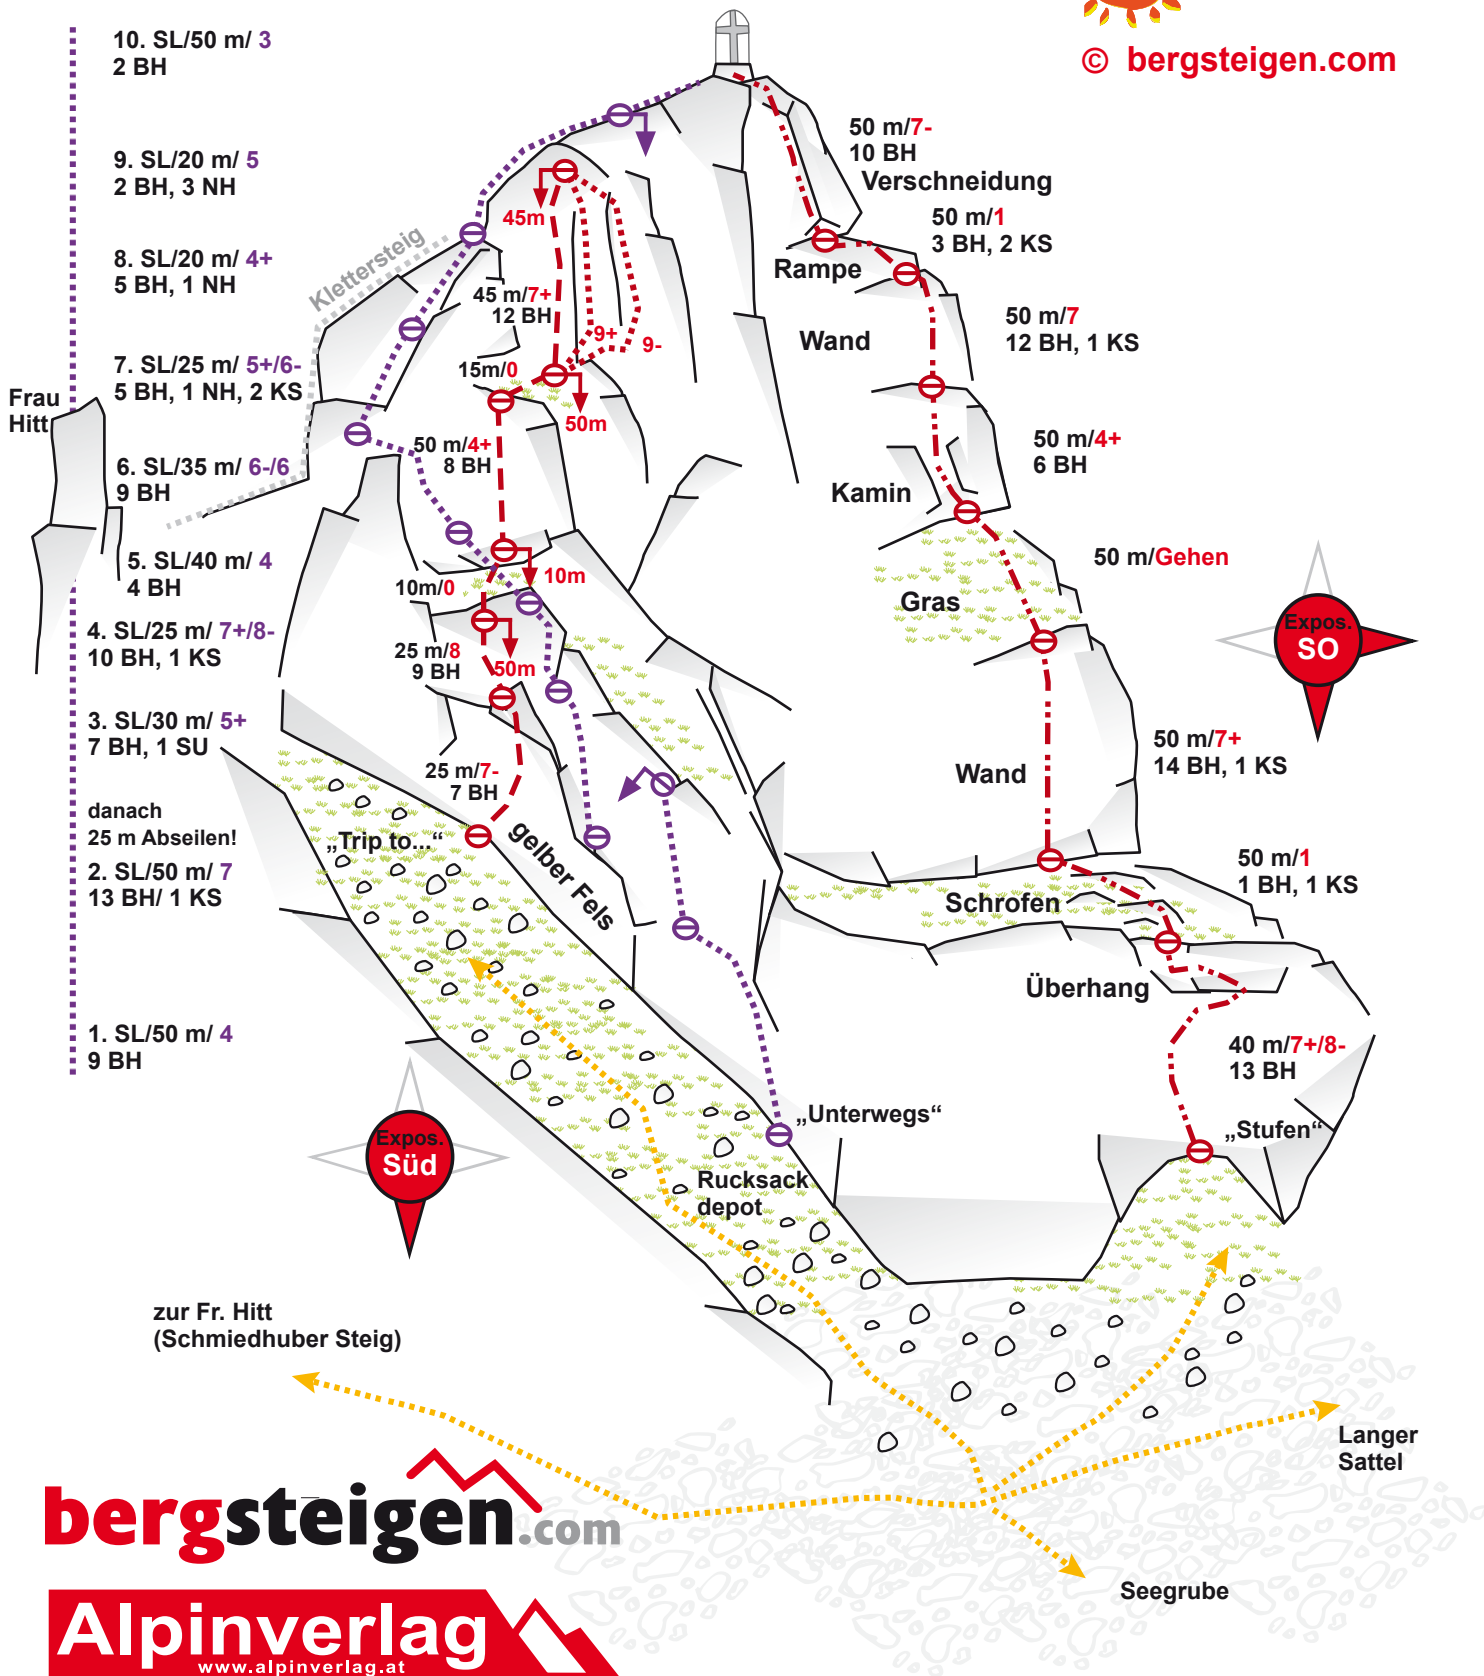 10. SL/50 m/ 3
2 BH
9. SL/20 m/ 5
2 BH, 3 NH
8. SL/20 m/ 4+
5 BH, 1 NH
7. SL/25 m/ 5+/6-
5 BH, 1 NH, 2 KS
Frau
Hitt
6. SL/35 m/ 6-/6
9 BH
5. SL/40 m/ 4
4 BH
4. SL/25 m/ 7+/8-
10 BH, 1 KS
3. SL/30 m/ 5+
7 BH, 1 SU
danach
25 m Abseilen!
2. SL/50 m/ 7
13 BH/ 1 KS
1. SL/50 m/ 4
9 BH
© bergsteigen.com
Klettersteig
45m
45 m/7+
12 BH
9+
9-
15m/0
50m
50 m/4+
8 BH
10m
10m/0
25 m/8
9 BH
50m
25 m/7-
7 BH
„Trip to...“
gelber Fels
50 m/7-
10 BH
Verschneidung
50 m/1
3 BH, 2 KS
Rampe
Wand
50 m/7
12 BH, 1 KS
50 m/4+
6 BH
Kamin
50 m/Gehen
Gras
Expos.
SO
50 m/7+
14 BH, 1 KS
Wand
50 m/1
1 BH, 1 KS
Schrofen
Überhang
40 m/7+/8-
13 BH
„Unterwegs“
„Stufen“
Expos.
Süd
Rucksack
depot
zur Fr. Hitt
(Schmiedhuber Steig)
Langer
Sattel
Seegrube
bergsteigen.com
Alpinverlag
www.alpinverlag.at